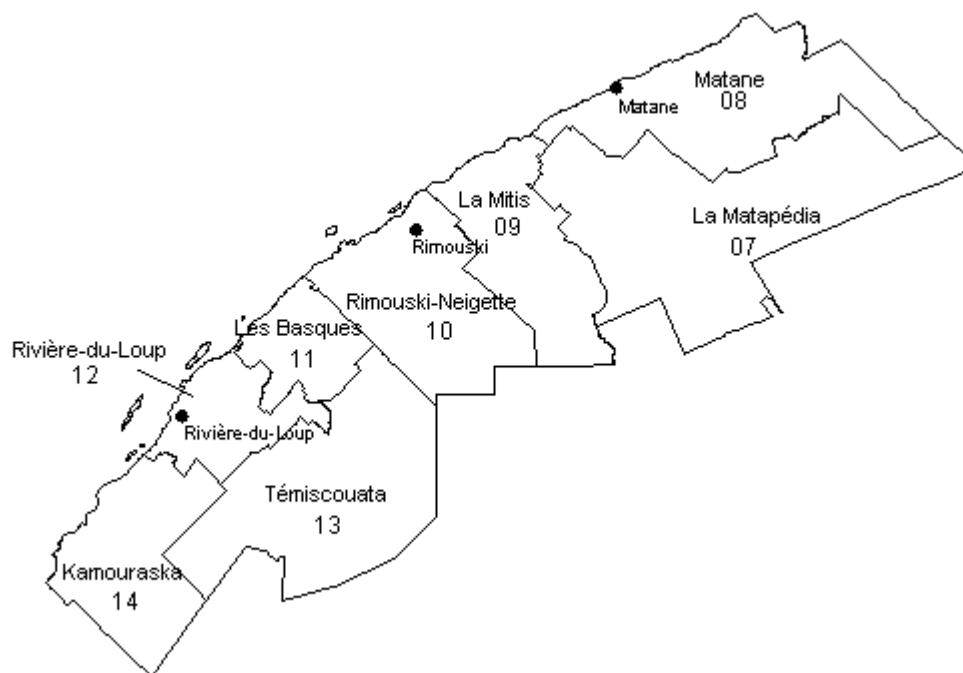 Matane
08
Matane
La Mitis
09
La Matapédia
07
Rimouski
Rimouski-Neigette
10
Les Basques
11
Rivière-du-Loup
12
Rivière-du-Loup
Témiscouata
13
Kamouraska
14